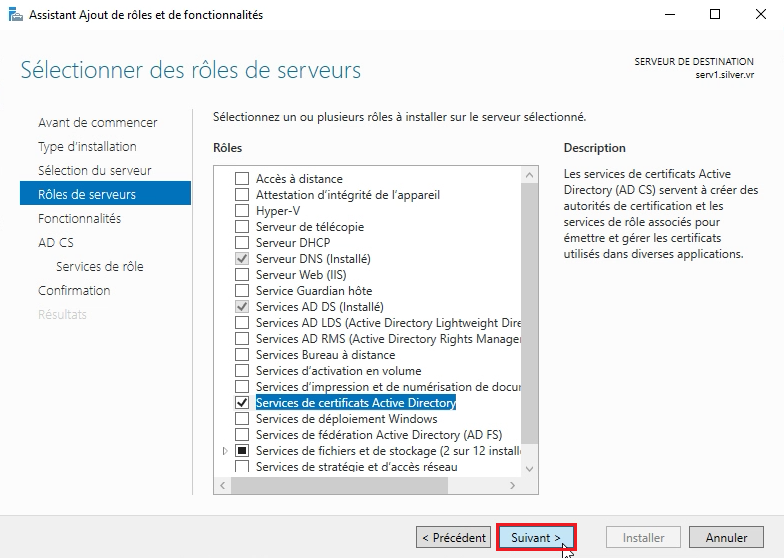 Assistant Ajout de rôles et de fonctionnalités
Sélectionner des rôles de serveurs
SERVEUR DE DESTINATION
serv1.silver.vr
Avant de commencer
Type d'installation
Sélection du serveur
Rôles de serveurs
Fonctionnalités
AD CS
Services de rôle
Confirmation
Résultats
Sélectionnez un ou plusieurs rôles à installer sur le serveur sélectionné.
Rôles
Accès à distance
Attestation d'intégrité de l'appareil
Hyper-V
Serveur de télécopie
Serveur DHCP
Serveur DNS (Installé)
Serveur Web (IIS)
Service Guardian hôte
Services AD DS (Installé)
Services AD LDS (Active Directory Lightweight Dire
Services AD RMS (Active Directory Rights Manage
Services Bureau à distance
Services d'activation en volume
Services d'impression et de numérisation de docu
Services de certificats Active Directory
Services de déploiement Windows
Services de fédération Active Directory (AD FS)
Services de fichiers et de stockage (2 sur 12 install
Services de stratégie et d'accès réseau
Description
Les services de certificats Active
Directory (AD CS) servent à créer des
autorités de certification et les
services de rôle associés pour
émettre et gérer les certificats
utilisés dans diverses applications.
< Précédent
Suivant >
Installer
Annuler